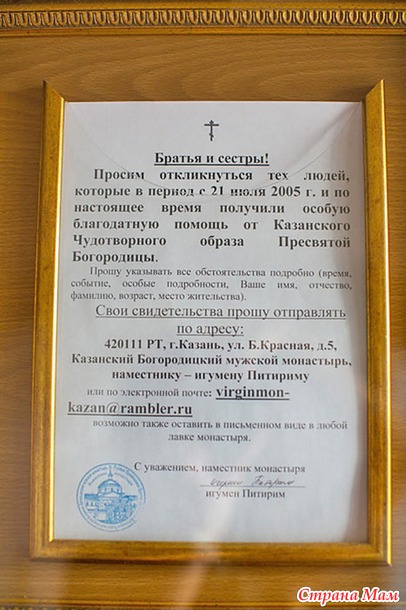 Братья и сестры!
Просим откликнуться тех людей,
которые в период с 21 июля 2005 г. и по
настоящее время получили особую
благодатную помощь от Казанского
Чудотворного образа Пресвятой
Богородицы.
Прошу указывать все обстоятельства подробно (время,
событие, особые подробности, Ваше имя, отчество,
фамилию, возраст, место жительства).
Свои свидетельства прошу отправлять
по адресу:
420111 РТ, г.Казань, ул. Б.Красная, д.5,
Казанский Богородицкий мужской монастырь,
наместнику – игумену Питириму
или по электронной почте: virginmon-
kazan@rambler.ru
возможно также оставить в письменном виде в любой
лавке монастыря.
С уважением, наместник монастыря
игумен Питирим
Страна Мам